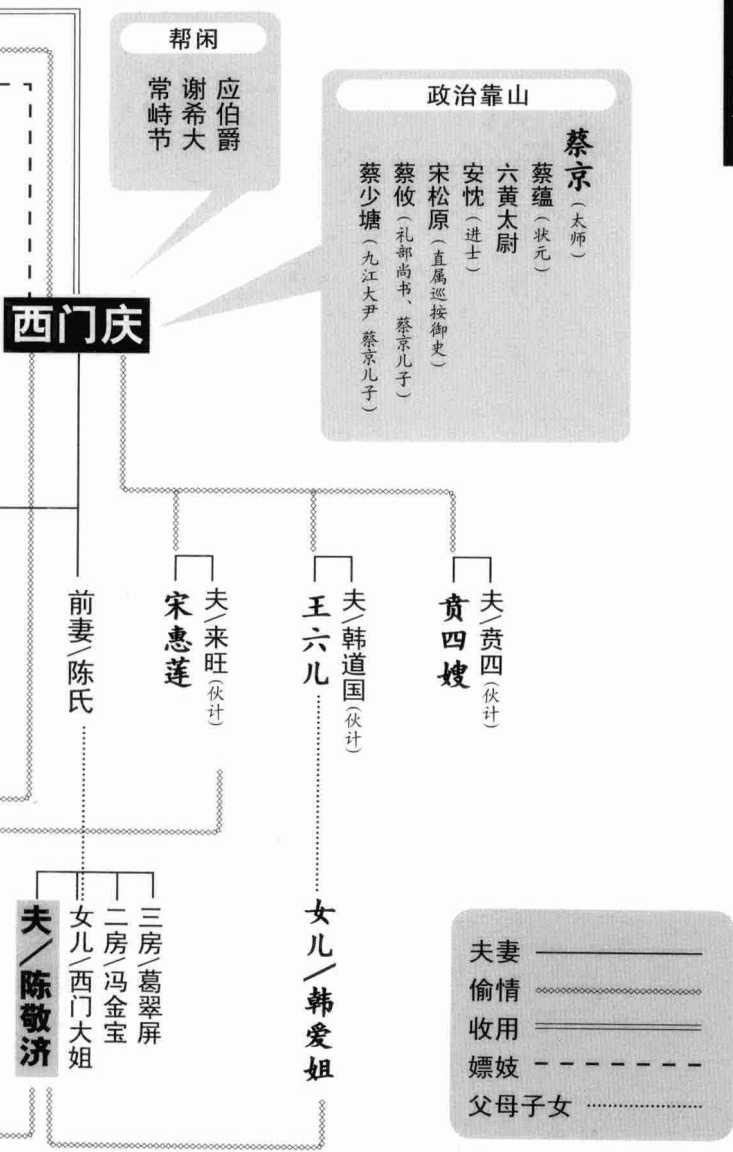 帮闲
应伯爵
谢希大
常峙节
政治靠山
蔡京（太师）
蔡蕴（状元）
六黄太尉
安忱（进士）
宋松原（直属巡按御史）
蔡攸（礼部尚书、蔡京儿子）
蔡少塘（九江大尹 蔡京儿子）
西门庆
夫/贲四（伙计）
贲四嫂
夫/韩道国（伙计）
王六儿
夫/来旺（伙计）
宋惠莲
前妻/陈氏
女儿/韩爱姐
三房/葛翠屏
二房/冯金宝
女儿/西门大姐
夫/陈敬济
夫妻
偷情
收用
嫖妓
父母子女